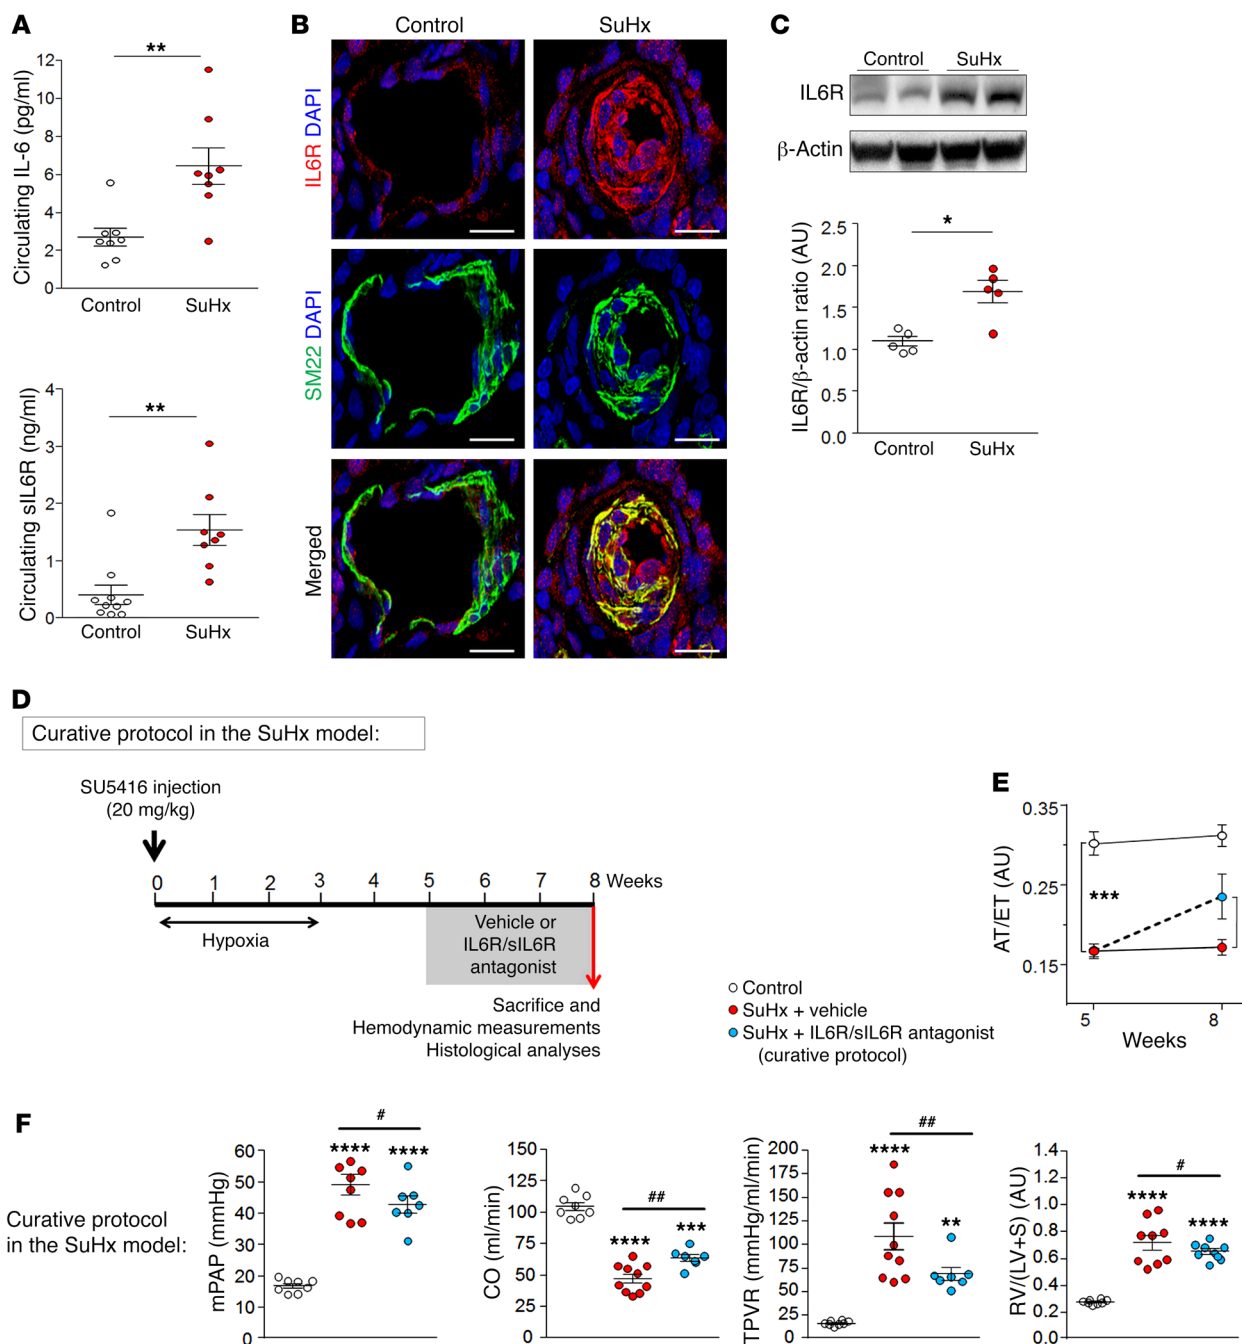 A
**
Circulating IL-6 (pg/ml)
12
10
8
6
4
2
0
Control
SuHx
**
Circulating sIL6R (ng/ml)
4
3
2
1
0
Control
SuHx
B
Control
SuHx
IL6R DAPI
SM22 DAPI
Merged
C
Control
SuHx
IL6R
β-Actin
*
IL6R/β-actin ratio (AU)
2.5
2.0
1.5
1.0
0.5
0.0
Control
SuHx
D
Curative protocol in the SuHx model:
SU5416 injection
(20 mg/kg)
0 1 2 3 4 5 6 7 8 Weeks
Hypoxia
Vehicle or
IL6R/sIL6R
antagonist
Sacrifice and
Hemodynamic measurements
Histological analyses
E
AT/ET (AU)
0.35
0.25
0.15
***
5
8
Weeks
Control
SuHx + vehicle
SuHx + IL6R/sIL6R antagonist
(curative protocol)
F
Curative protocol
in the SuHx model:
mPAP (mmHg)
60
50
40
30
20
10
0
#
****
****
CO (ml/min)
150
125
100
75
50
25
0
##
****
***
TPVR (mmHg/ml/min)
200
175
150
125
100
75
50
25
0
##
****
**
RV/(LV+S) (AU)
1.4
1.2
1.0
0.8
0.6
0.4
0.2
0.0
#
****
****